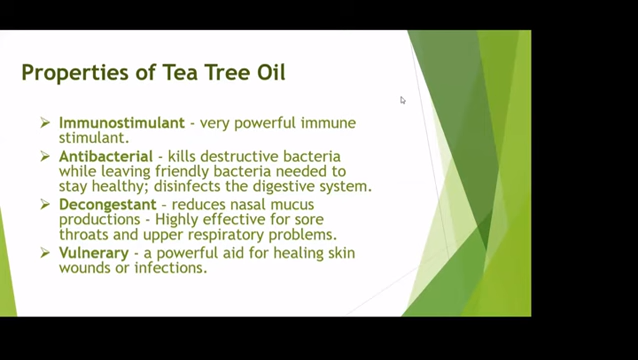 Properties of Tea Tree Oil
➢ Immunostimulant - very powerful immune
stimulant.
➢ Antibacterial - kills destructive bacteria
while leaving friendly bacteria needed to
stay healthy; disinfects the digestive system.
➢ Decongestant – reduces nasal mucus
productions - Highly effective for sore
throats and upper respiratory problems.
➢ Vulnerary - a powerful aid for healing skin
wounds or infections.